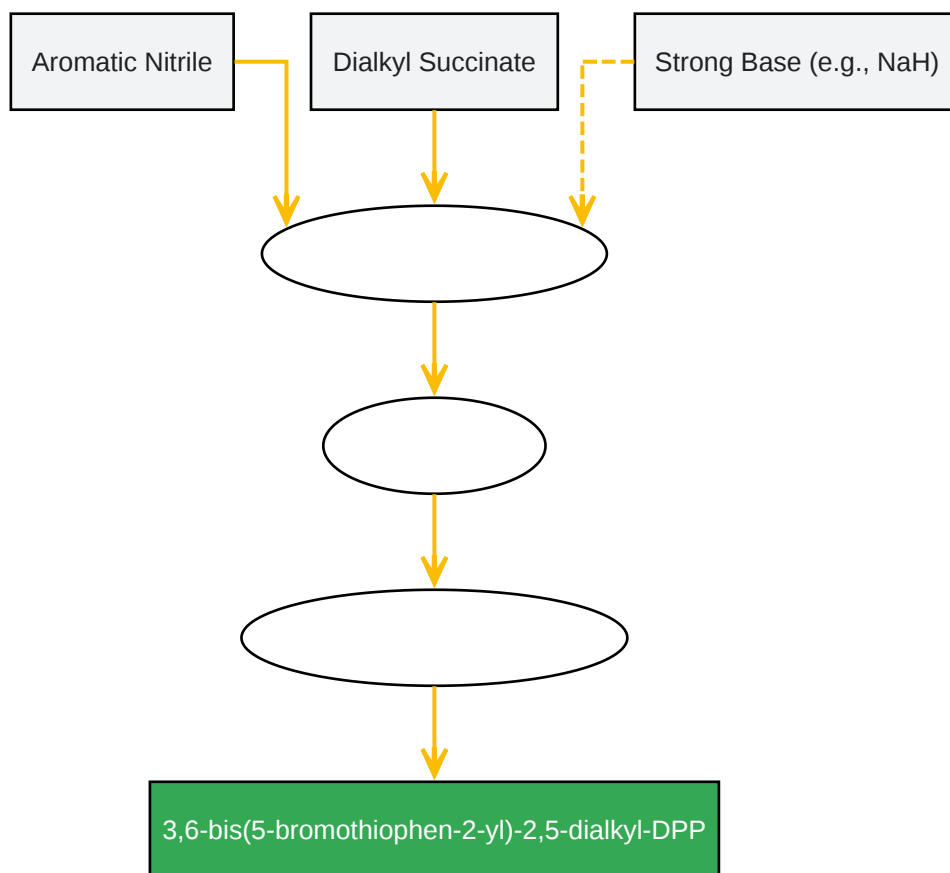 Aromatic Nitrile
Dialkyl Succinate
Strong Base (e.g., NaH)
3,6-bis(5-bromothiophen-2-yl)-2,5-dialkyl-DPP